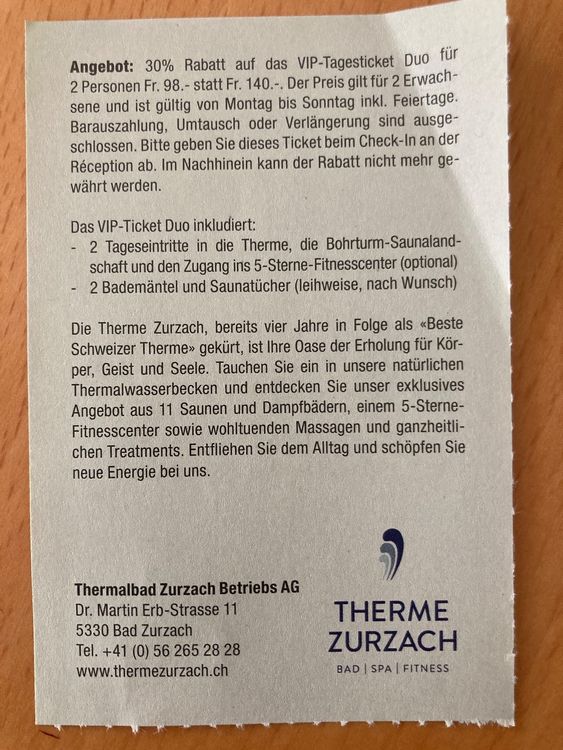 Angebot: 30% Rabatt auf das VIP-Tagesticket Duo für
2 Personen Fr. 98.- statt Fr. 140.-. Der Preis gilt für 2 Erwach-
sene und ist gültig von Montag bis Sonntag inkl. Feiertage.
Barauszahlung, Umtausch oder Verlängerung sind ausge-
schlossen. Bitte geben Sie dieses Ticket beim Check-In an der
Réception ab. Im Nachhinein kann der Rabatt nicht mehr ge-
währt werden.
Das VIP-Ticket Duo inkludiert:
- 2 Tageseintritte in die Therme, die Bohrturm-Saunaland-
schaft und den Zugang ins 5-Sterne-Fitnesscenter (optional)
- 2 Bademäntel und Saunatücher (leihweise, nach Wunsch)
Die Therme Zurzach, bereits vier Jahre in Folge als «Beste
Schweizer Therme» gekürt, ist Ihre Oase der Erholung für Kör-
per, Geist und Seele. Tauchen Sie ein in unsere natürlichen
Thermalwasserbecken und entdecken Sie unser exklusives
Angebot aus 11 Saunen und Dampfbädern, einem 5-Sterne-
Fitnesscenter sowie wohltuenden Massagen und ganzheitli-
chen Treatments. Entfliehen Sie dem Alltag und schöpfen Sie
neue Energie bei uns.
Thermalbad Zurzach Betriebs AG
Dr. Martin Erb-Strasse 11
5330 Bad Zurzach
Tel. +41 (0) 56 265 28 28
www.thermezurzach.ch
THERME
ZURZACH
BAD | SPA | FITNESS